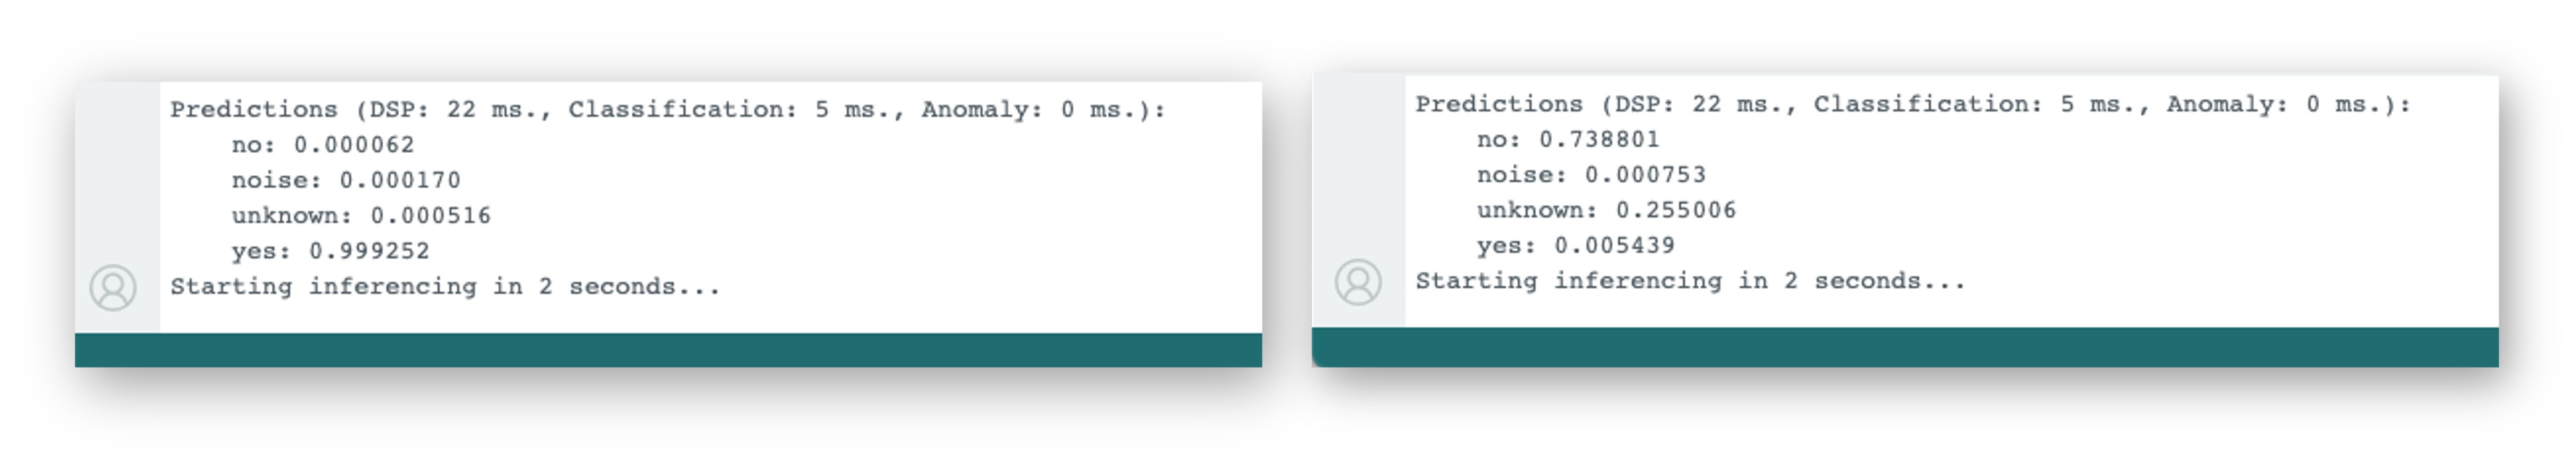 Predictions (DSP: 22 ms., Classification: 5 ms., Anomaly: 0 ms.):
no: 0.000062
noise: 0.000170
unknown: 0.000516
yes: 0.999252
Starting inferencing in 2 seconds...
Predictions (DSP: 22 ms., Classification: 5 ms., Anomaly: 0 ms.):
no: 0.738801
noise: 0.000753
unknown: 0.255006
yes: 0.005439
Starting inferencing in 2 seconds...